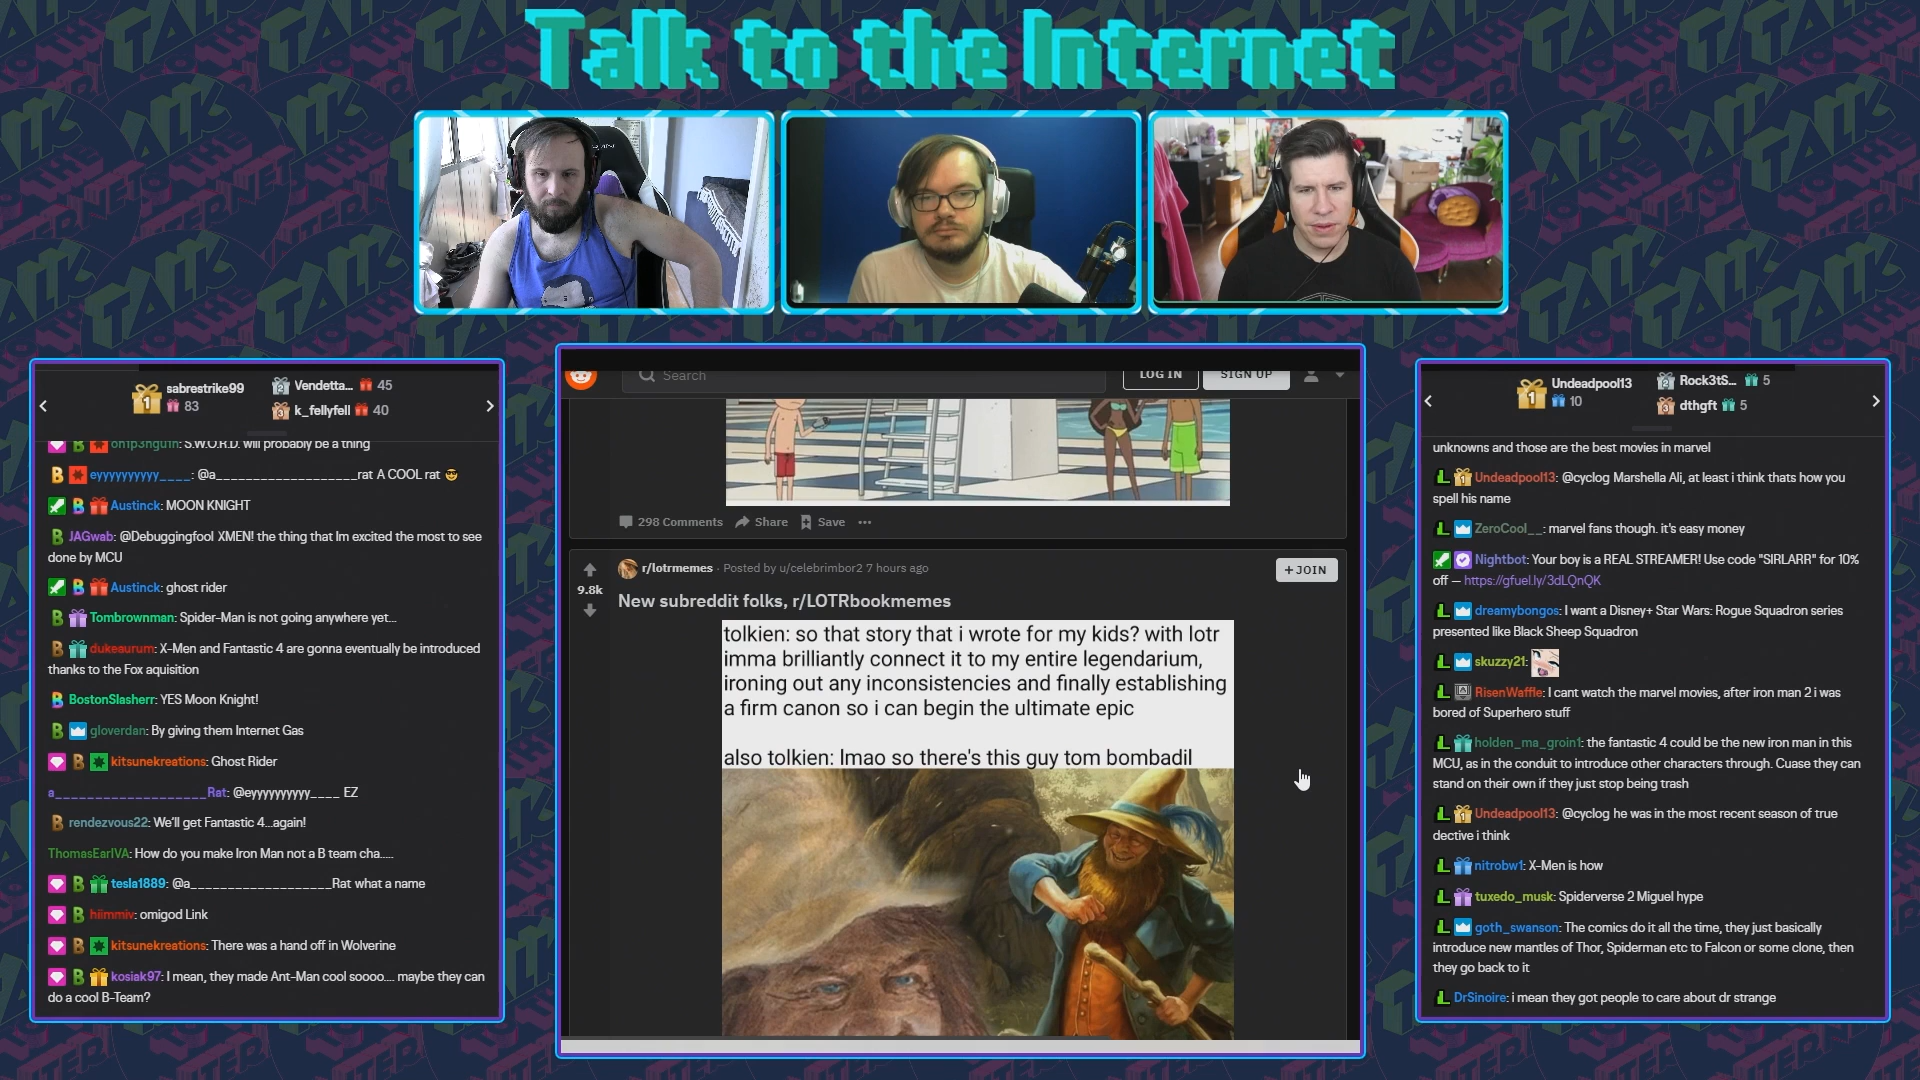 Talk to the Internet
sabrestrike99
83
Vendetta... 45
k_fellyfell 40
on1p3ngu1n: S.W.O.R.D. will probably be a thing
eyyyyyyyyyy____: @a___________________rat A COOL rat 😎
Austinck: MOON KNIGHT
JAGwab: @Debuggingfool XMEN! the thing that Im excited the most to see
done by MCU
Austinck: ghost rider
Tombrownman: Spider-Man is not going anywhere yet...
dukeaurum: X-Men and Fantastic 4 are gonna eventually be introduced
thanks to the Fox aquisition
BostonSlasherr: YES Moon Knight!
gloverdan: By giving them Internet Gas
kitsunekreations: Ghost Rider
a___________________Rat: @eyyyyyyyyyy____ EZ
rendezvous22: We'll get Fantastic 4...again!
ThomasEarlVA: How do you make Iron Man not a B team cha.....
tesla1889: @a___________________Rat what a name
hiimmiv: omigod Link
kitsunekreations: There was a hand off in Wolverine
kosiak97: I mean, they made Ant-Man cool soooo.... maybe they can
do a cool B-Team?
Search
LOG IN
SIGN UP
298 Comments Share Save ...
r/lotrmemes · Posted by u/celebrimbor2 7 hours ago
+ JOIN
9.8k
New subreddit folks, r/LOTRbookmemes
tolkien: so that story that i wrote for my kids? with lotr
imma brilliantly connect it to my entire legendarium,
ironing out any inconsistencies and finally establishing
a firm canon so i can begin the ultimate epic
also tolkien: lmao so there's this guy tom bombadil
Undeadpool13
10
Rock3tS... 5
dthgft 5
unknowns and those are the best movies in marvel
Undeadpool13: @cyclog Marshella Ali, at least i think thats how you
spell his name
ZeroCool__: marvel fans though. it's easy money
Nightbot: Your boy is a REAL STREAMER! Use code "SIRLARR" for 10%
off — https://gfuel.ly/3dLQnQK
dreamybongos: I want a Disney+ Star Wars: Rogue Squadron series
presented like Black Sheep Squadron
skuzzy21:
RisenWaffle: I cant watch the marvel movies, after iron man 2 i was
bored of Superhero stuff
holden_ma_groin1: the fantastic 4 could be the new iron man in this
MCU, as in the conduit to introduce other characters through. Cuase they can
stand on their own if they just stop being trash
Undeadpool13: @cyclog he was in the most recent season of true
dective i think
nitrobw1: X-Men is how
tuxedo_musk: Spiderverse 2 Miguel hype
goth_swanson: The comics do it all the time, they just basically
introduce new mantles of Thor, Spiderman etc to Falcon or some clone, then
they go back to it
DrSinoire: i mean they got people to care about dr strange